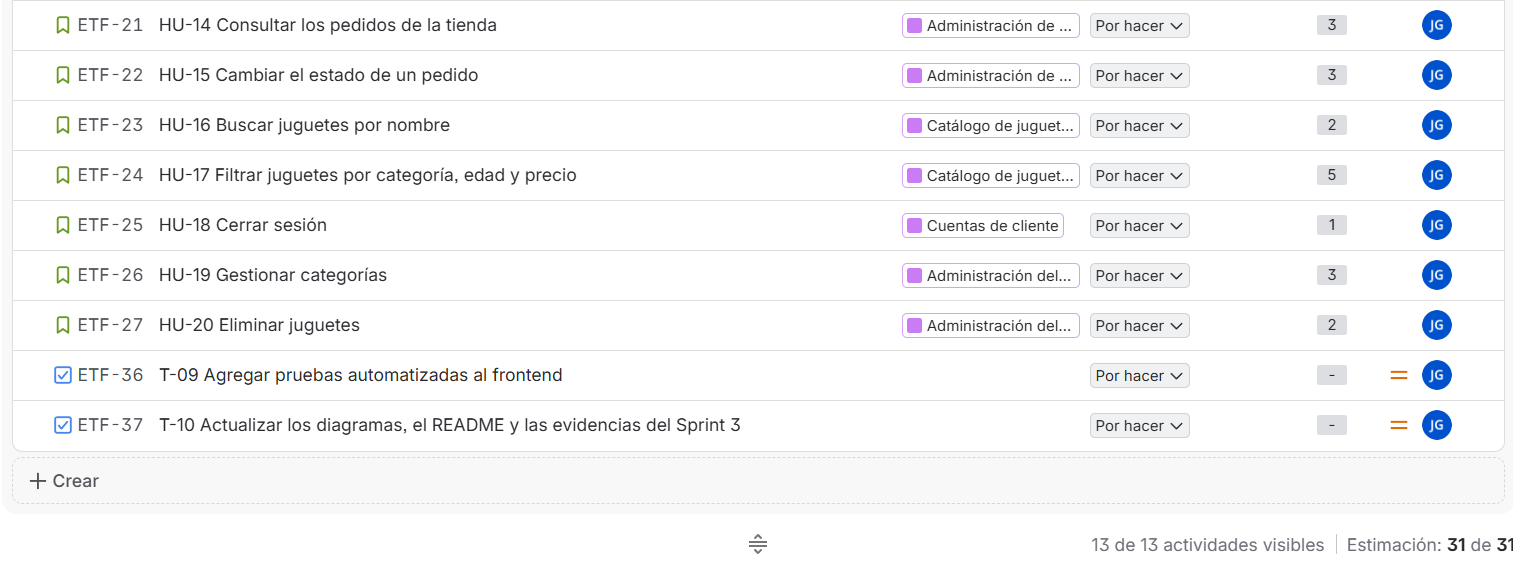 ETF-21 HU-14 Consultar los pedidos de la tienda Administración de ... Por hacer 3 JG
ETF-22 HU-15 Cambiar el estado de un pedido Administración de ... Por hacer 3 JG
ETF-23 HU-16 Buscar juguetes por nombre Catálogo de juguet... Por hacer 2 JG
ETF-24 HU-17 Filtrar juguetes por categoría, edad y precio Catálogo de juguet... Por hacer 5 JG
ETF-25 HU-18 Cerrar sesión Cuentas de cliente Por hacer 1 JG
ETF-26 HU-19 Gestionar categorías Administración del... Por hacer 3 JG
ETF-27 HU-20 Eliminar juguetes Administración del... Por hacer 2 JG
ETF-36 T-09 Agregar pruebas automatizadas al frontend Por hacer - JG
ETF-37 T-10 Actualizar los diagramas, el README y las evidencias del Sprint 3 Por hacer - JG
+ Crear
13 de 13 actividades visibles Estimación: 31 de 31